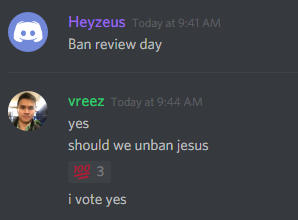 Heyzeus Today at 9:41 AM
Ban review day
vreez Today at 9:44 AM
yes
should we unban jesus
💯 3
i vote yes